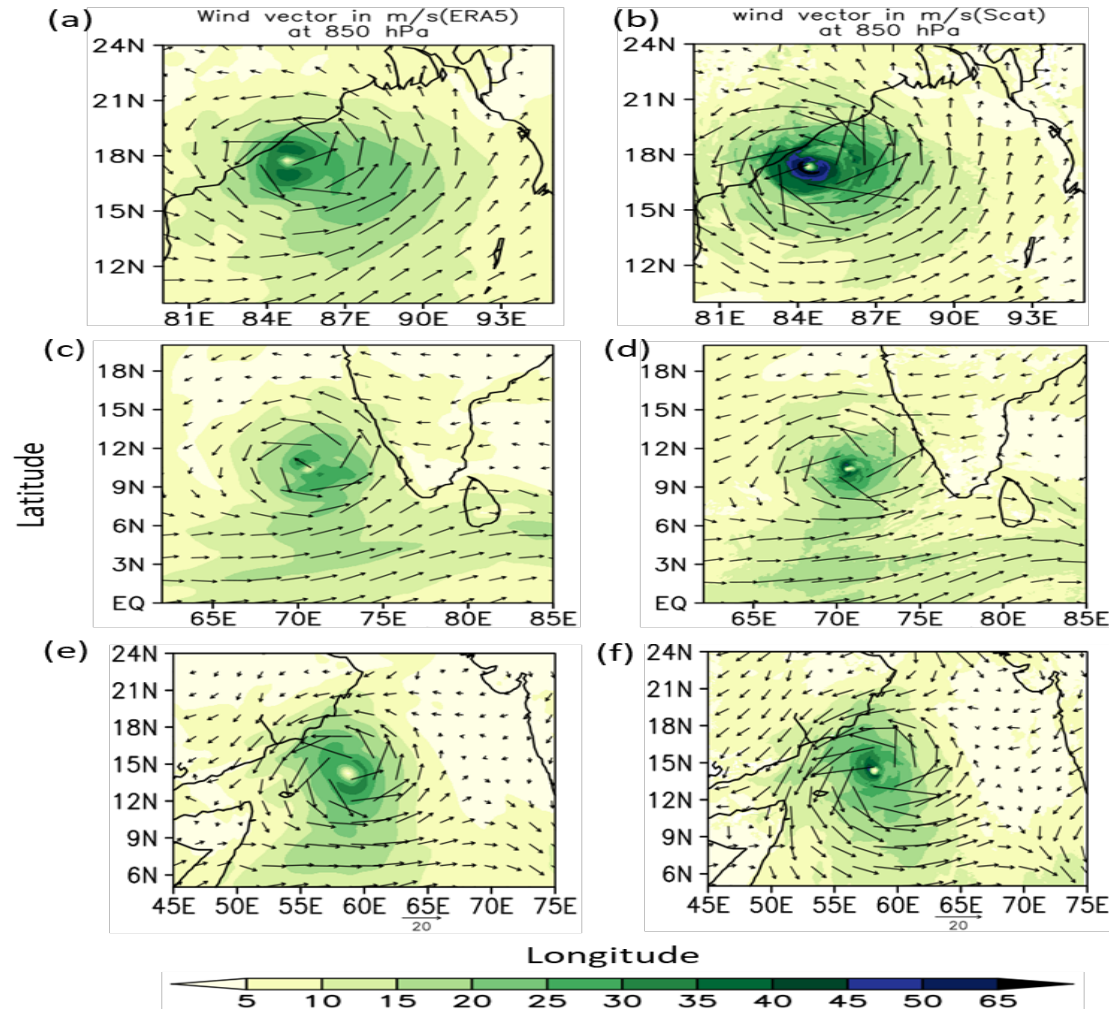 (a) Wind vector in m/s(ERA5)
at 850 hPa
(b) wind vector in m/s(Scat)
at 850 hPa
24N
21N
18N
15N
12N
81E 84E 87E 90E 93E
24N
21N
18N
15N
12N
81E 84E 87E 90E 93E
(c)
18N
15N
12N
9N
6N
3N
EQ
65E 70E 75E 80E 85E
(d)
18N
15N
12N
9N
6N
3N
EQ
65E 70E 75E 80E 85E
Latitude
(e)
24N
21N
18N
15N
12N
9N
6N
45E 50E 55E 60E 65E 70E 75E
20
(f)
24N
21N
18N
15N
12N
9N
6N
45E 50E 55E 60E 65E 70E 75E
20
Longitude
5 10 15 20 25 30 35 40 45 50 65